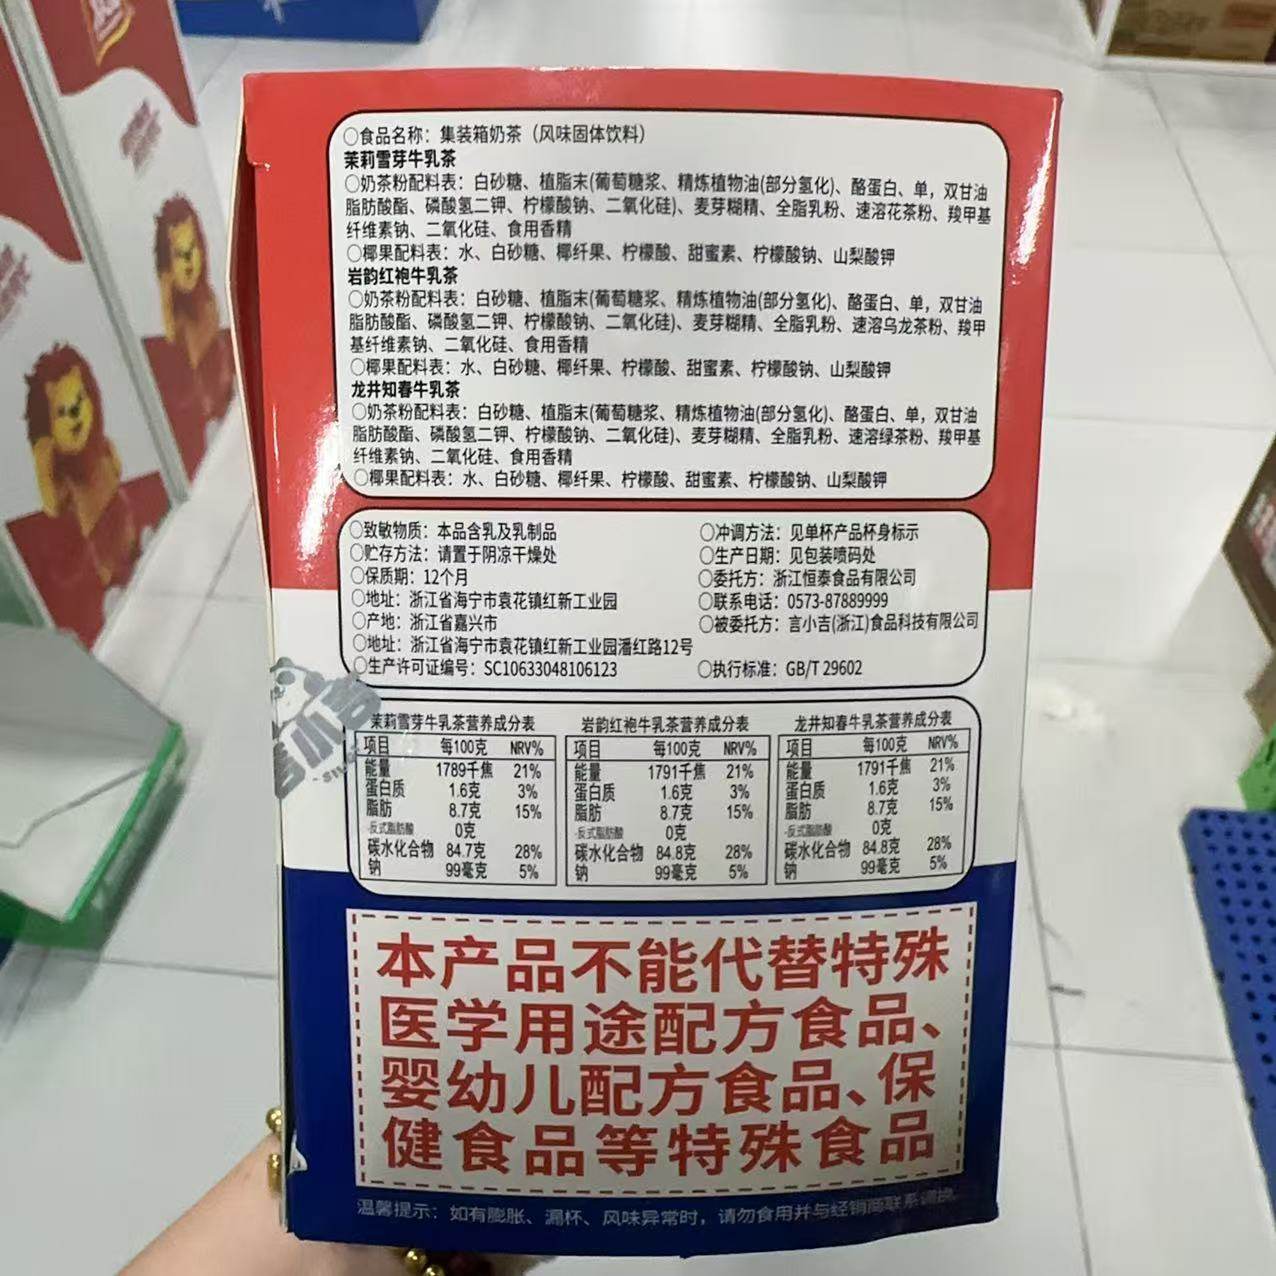 ○食品名称：集装箱奶茶（风味固体饮料）
茉莉雪芽牛乳茶
○奶茶粉配料表：白砂糖、植脂末(葡萄糖浆、精炼植物油(部分氢化)、酪蛋白、单，双甘油
脂肪酸酯、磷酸氢二钾、柠檬酸钠、二氧化硅)、麦芽糊精、全脂乳粉、速溶花茶粉、羧甲基
纤维素钠、二氧化硅、食用香精
○椰果配料表：水、白砂糖、椰纤果、柠檬酸、甜蜜素、柠檬酸钠、山梨酸钾
岩韵红袍牛乳茶
○奶茶粉配料表：白砂糖、植脂末(葡萄糖浆、精炼植物油(部分氢化)、酪蛋白、单，双甘油
脂肪酸酯、磷酸氢二钾、柠檬酸钠、二氧化硅)、麦芽糊精、全脂乳粉、速溶乌龙茶粉、羧甲
基纤维素钠、二氧化硅、食用香精
○椰果配料表：水、白砂糖、椰纤果、柠檬酸、甜蜜素、柠檬酸钠、山梨酸钾
龙井知春牛乳茶
○奶茶粉配料表：白砂糖、植脂末(葡萄糖浆、精炼植物油(部分氢化)、酪蛋白、单，双甘油
脂肪酸酯、磷酸氢二钾、柠檬酸钠、二氧化硅)、麦芽糊精、全脂乳粉、速溶绿茶粉、羧甲基
纤维素钠、二氧化硅、食用香精
○椰果配料表：水、白砂糖、椰纤果、柠檬酸、甜蜜素、柠檬酸钠、山梨酸钾
○致敏物质：本品含乳及乳制品
○贮存方法：请置于阴凉干燥处
○保质期：12个月
○地址：浙江省海宁市袁花镇红新工业园
○产地：浙江省嘉兴市
○地址：浙江省海宁市袁花镇红新工业园潘红路12号
○生产许可证编号：SC10633048106123
○冲调方法：见单杯产品杯身标示
○生产日期：见包装喷码处
○委托方：浙江恒泰食品有限公司
○联系电话：0573-87889999
○被委托方：言小吉(浙江)食品科技有限公司
○执行标准：GB/T 29602
茉莉雪芽牛乳茶营养成分表
项目 每100克 NRV%
能量 1789千焦 21%
蛋白质 1.6克 3%
脂肪 8.7克 15%
-反式脂肪酸 0克
碳水化合物 84.7克 28%
钠 99毫克 5%
岩韵红袍牛乳茶营养成分表
项目 每100克 NRV%
能量 1791千焦 21%
蛋白质 1.6克 3%
脂肪 8.7克 15%
-反式脂肪酸 0克
碳水化合物 84.8克 28%
钠 99毫克 5%
龙井知春牛乳茶营养成分表
项目 每100克 NRV%
能量 1791千焦 21%
蛋白质 1.6克 3%
脂肪 8.7克 15%
-反式脂肪酸 0克
碳水化合物 84.8克 28%
钠 99毫克 5%
本产品不能代替特殊
医学用途配方食品、
婴幼儿配方食品、保
健食品等特殊食品
温馨提示：如有膨胀、漏杯、风味异常时，请勿食用并与经销商联系调换。
言小吉